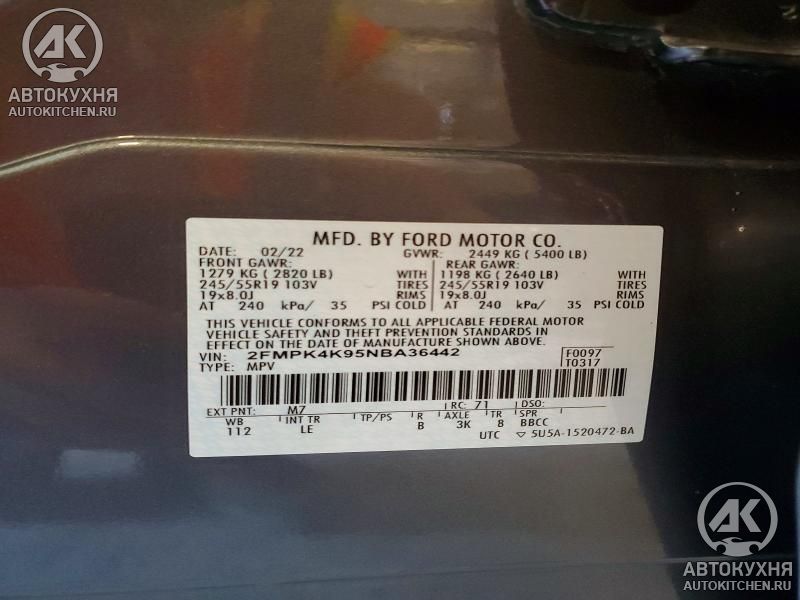 AK
АВТОКУХНЯ
AUTOKITCHEN.RU
MFD. BY FORD MOTOR CO.
DATE: 02/22 GVWR: 2449 KG ( 5400 LB)
FRONT GAWR: REAR GAWR:
1279 KG ( 2820 LB) WITH 1198 KG ( 2640 LB) WITH
245/55R19 103V TIRES 245/55R19 103V TIRES
19x8.0J RIMS 19x8.0J RIMS
AT 240 kPa/ 35 PSI COLD AT 240 kPa/ 35 PSI COLD
THIS VEHICLE CONFORMS TO ALL APPLICABLE FEDERAL MOTOR
VEHICLE SAFETY AND THEFT PREVENTION STANDARDS IN
EFFECT ON THE DATE OF MANUFACTURE SHOWN ABOVE.
VIN: 2FMPK4K95NBA36442 F0097
TYPE: MPV T0317
EXT PNT: M7 RC: 71 DSO:
WB INT TR TP/PS R AXLE TR SPR
112 LE B 3K 8 BBCC
UTC ▽ 5U5A-1520472-BA
AK
АВТОКУХНЯ
AUTOKITCHEN.RU